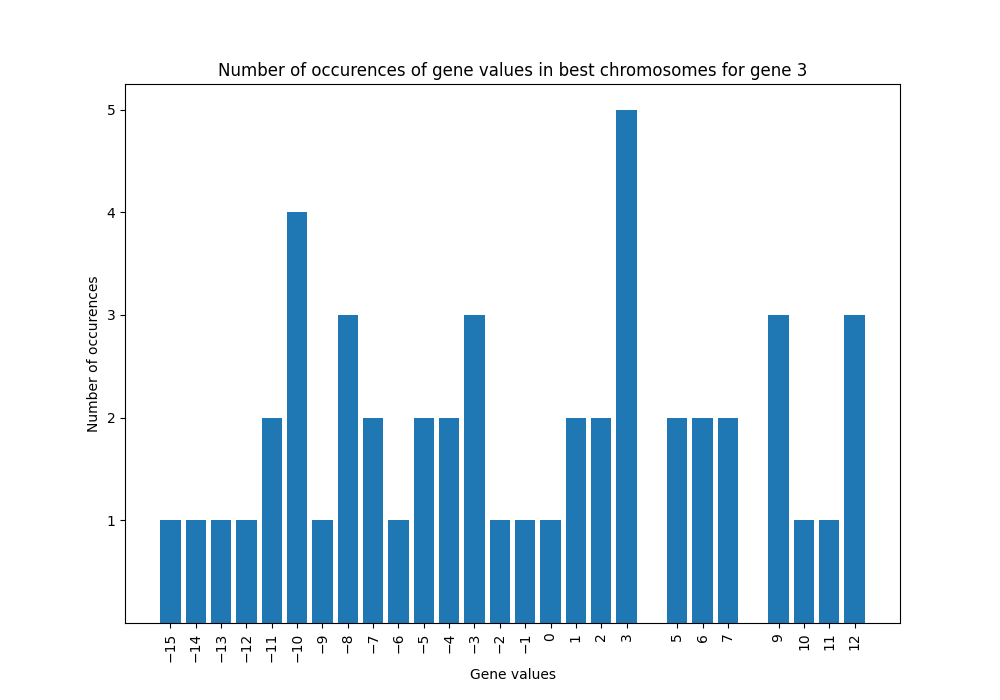 Number of occurences of gene values in best chromosomes for gene 3
5
4
3
2
1
Number of occurences
−15 −14 −13 −12 −11 −10 −9 −8 −7 −6 −5 −4 −3 −2 −1 0 1 2 3 5 6 7 9 10 11 12
Gene values